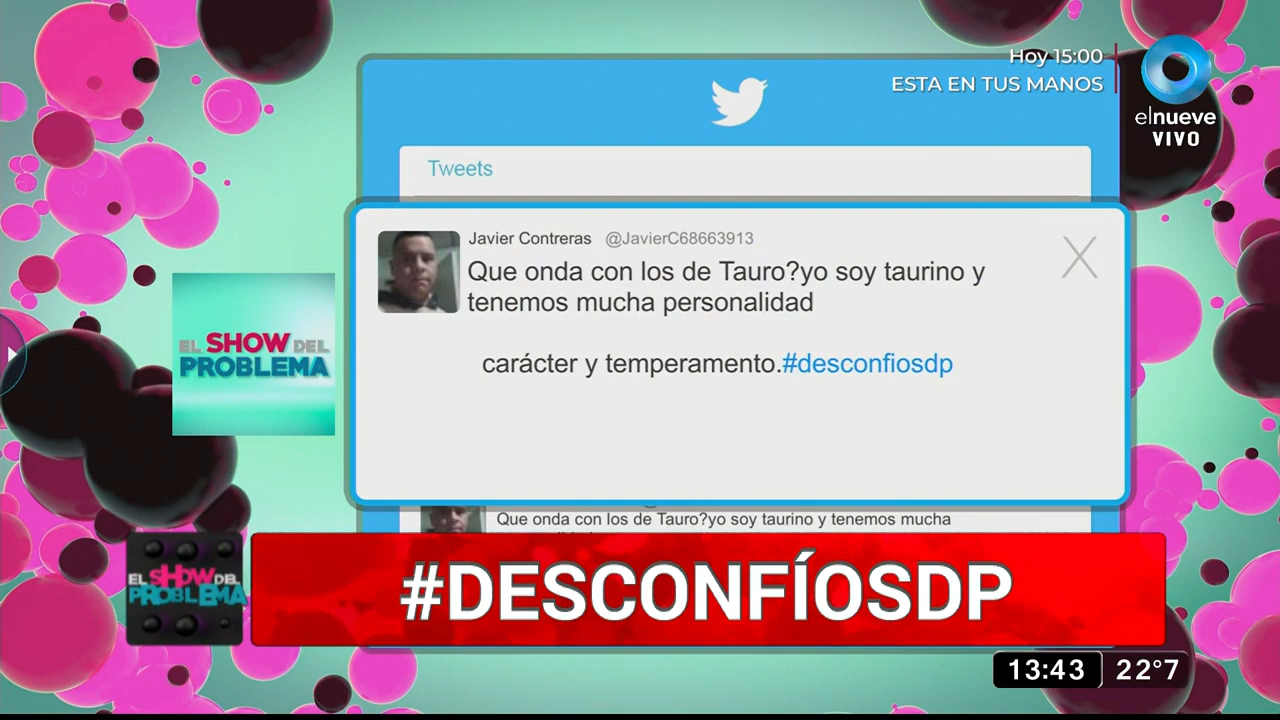 Hoy 15:00
ESTA EN TUS MANOS
elnueve
VIVO
Tweets
Javier Contreras @JavierC68663913
Que onda con los de Tauro?yo soy taurino y
tenemos mucha personalidad
carácter y temperamento.#desconfiosdp
EL SHOW DEL
PROBLEMA
Que onda con los de Tauro?yo soy taurino y tenemos mucha
EL SHOW DEL
PROBLEMA
#DESCONFÍOSDP
13:43 22°7